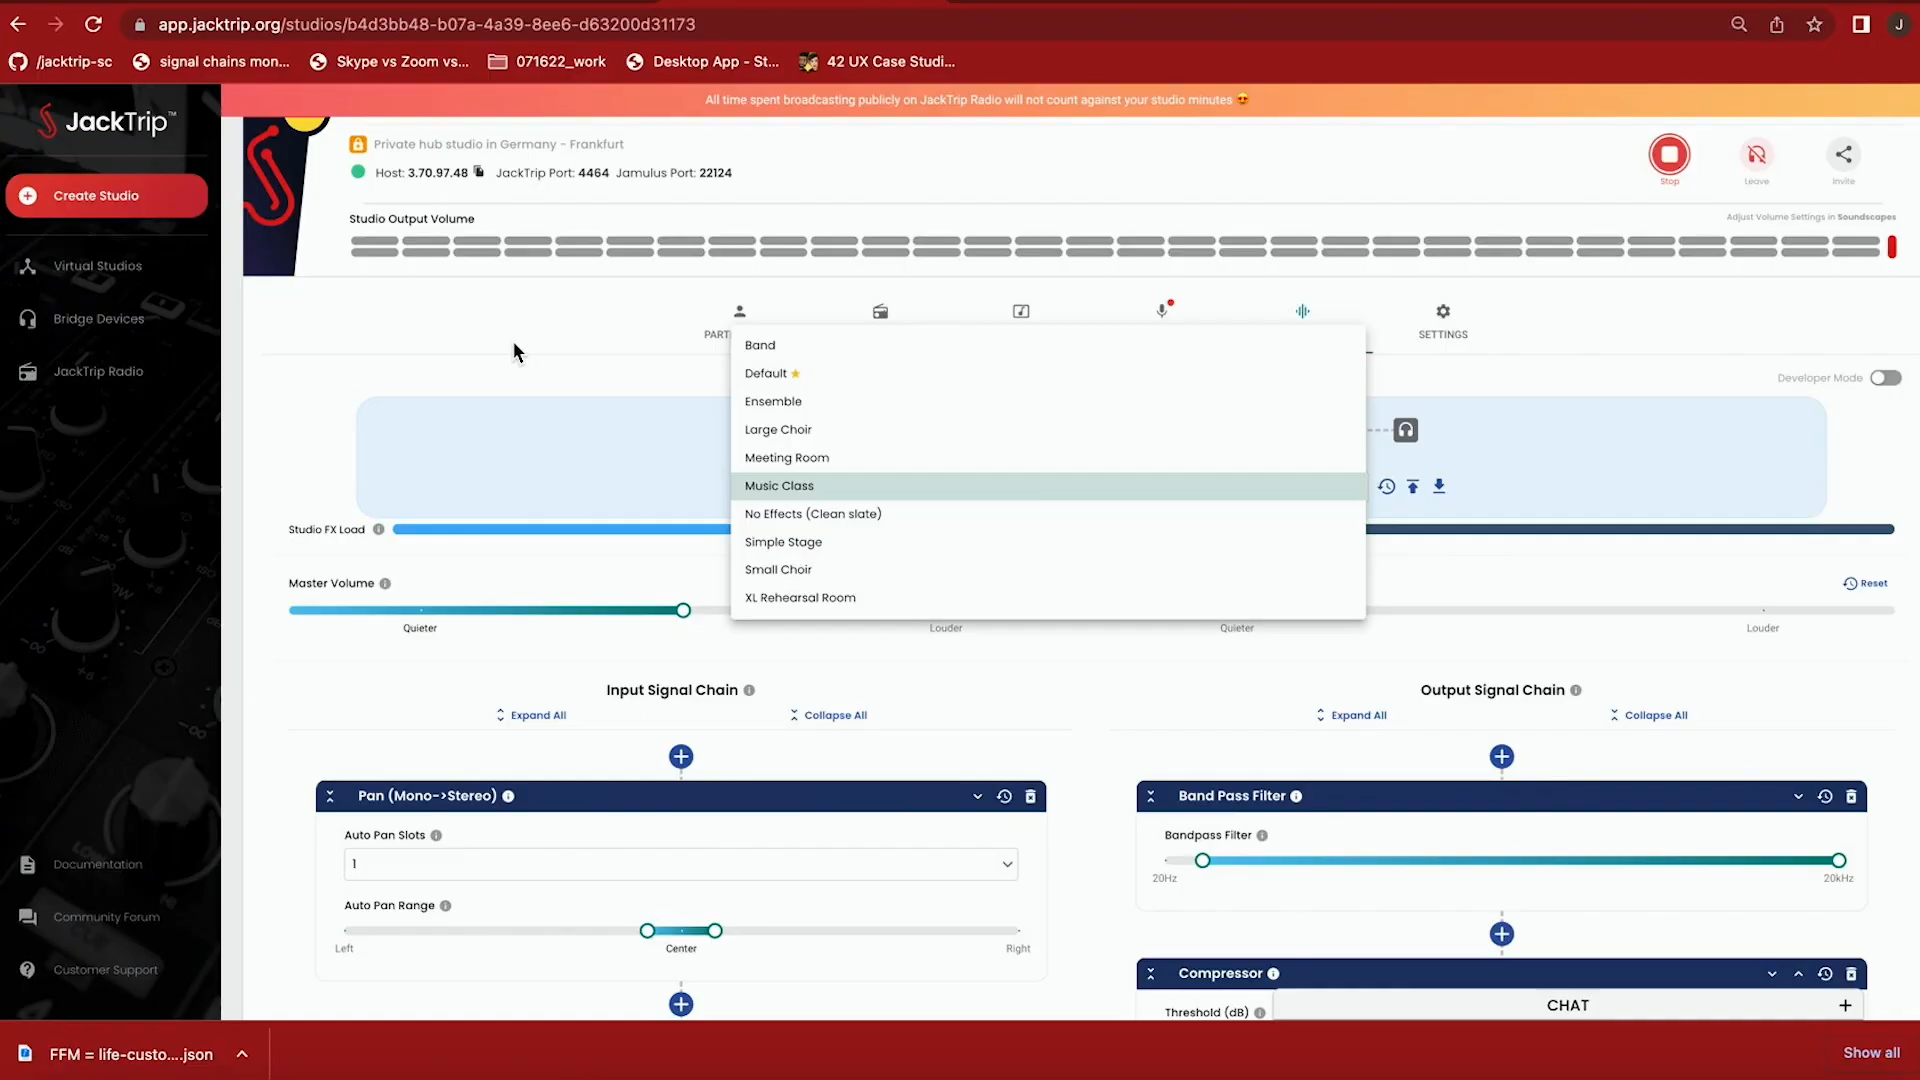 app.jacktrip.org/studios/b4d3bb48-b07a-4a39-8ee6-d63200d31173
J
/jacktrip-sc
signal chains mon...
Skype vs Zoom vs...
071622_work
Desktop App - St...
42 UX Case Studi...
JackTrip™
All time spent broadcasting publicly on JackTrip Radio will not count against your studio minutes 😍
Create Studio
Virtual Studios
Bridge Devices
JackTrip Radio
Documentation
Community Forum
Customer Support
Private hub studio in Germany - Frankfurt
Host: 3.70.97.48 JackTrip Port: 4464 Jamulus Port: 22124
Stop
Leave
Invite
Studio Output Volume
Adjust Volume Settings in Soundscapes
PART
SETTINGS
Developer Mode
Band
Default ⭐
Ensemble
Large Choir
Meeting Room
Music Class
No Effects (Clean slate)
Simple Stage
Small Choir
XL Rehearsal Room
Studio FX Load
Master Volume
Reset
Quieter
Louder
Quieter
Louder
Input Signal Chain
Expand All
Collapse All
Output Signal Chain
Expand All
Collapse All
Pan (Mono->Stereo)
Auto Pan Slots
1
Auto Pan Range
Left
Center
Right
Band Pass Filter
Bandpass Filter
20Hz
20kHz
Compressor
Threshold (dB)
CHAT
FFM = life-custo....json
Show all